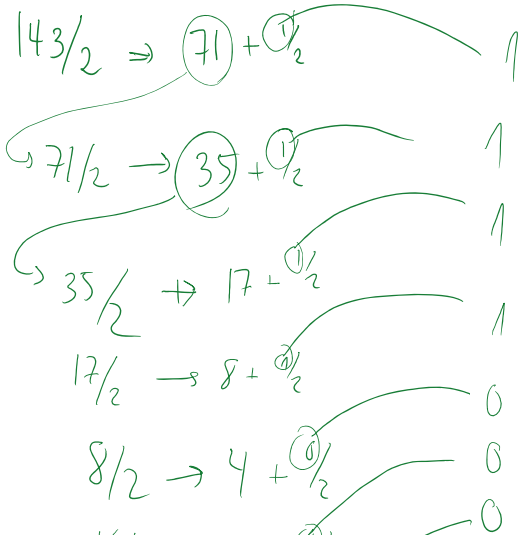 143/2 ⇒ 71 + 1/2 1
71/2 → 35 + 1/2 1
35/2 → 17 + 1/2 1
17/2 → 8 + 1/2 1
8/2 → 4 + 0/2 0
0
0